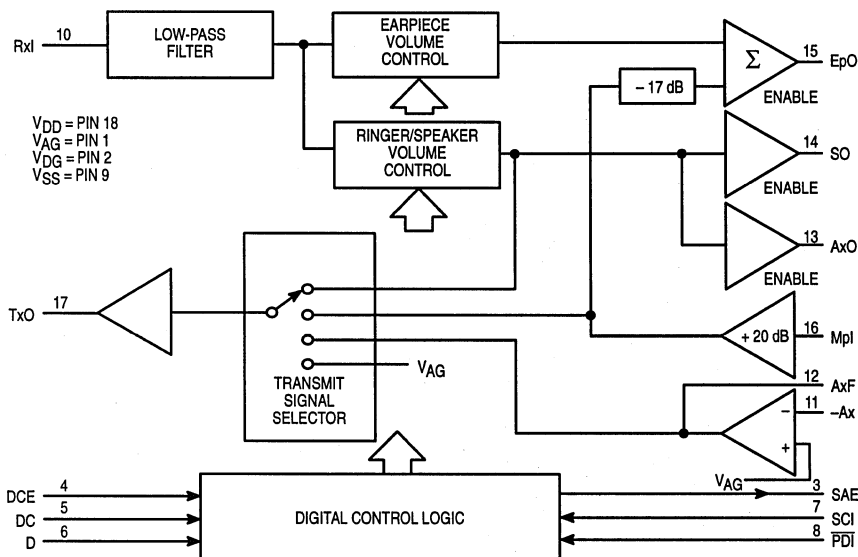 RxI 10
LOW-PASS
FILTER
EARPIECE
VOLUME
CONTROL
Σ
15 EpO
– 17 dB
ENABLE
V_DD = PIN 18
V_AG = PIN 1
V_DG = PIN 2
V_SS = PIN 9
RINGER/SPEAKER
VOLUME
CONTROL
14 SO
ENABLE
13 AxO
ENABLE
TxO 17
+ 20 dB
16 MpI
V_AG
12 AxF
TRANSMIT
SIGNAL
SELECTOR
– 11 –Ax
+
V_AG
DCE 4
DC 5
D 6
DIGITAL CONTROL LOGIC
3 SAE
7 SCI
8 P̅D̅I̅